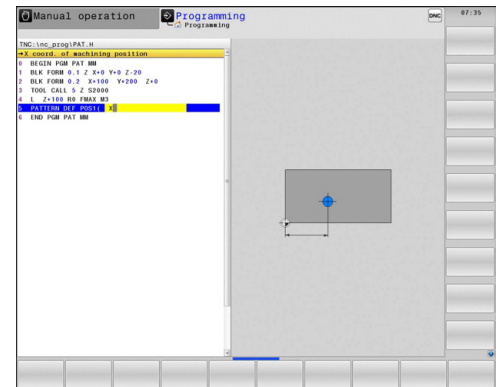 Manual operation
Programming
DNC
07:35
Programming
TNC:\nc_prog\PAT.H
→X coord. of machining position
0 BEGIN PGM PAT MM
1 BLK FORM 0.1 Z X+0 Y+0 Z-20
2 BLK FORM 0.2 X+100 Y+200 Z+0
3 TOOL CALL 5 Z S2000
4 L Z+100 R0 FMAX M3
5 PATTERN DEF POS1( X
6 END PGM PAT MM